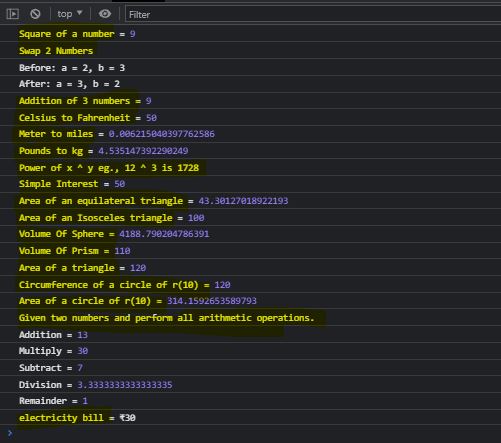 top
Filter
Square of a number = 9
Swap 2 Numbers
Before: a = 2, b = 3
After: a = 3, b = 2
Addition of 3 numbers = 9
Celsius to Fahrenheit = 50
Meter to miles = 0.006215040397762586
Pounds to kg = 4.535147392290249
Power of x ^ y eg., 12 ^ 3 is 1728
Simple Interest = 50
Area of an equilateral triangle = 43.30127018922193
Area of an Isosceles triangle = 100
Volume Of Sphere = 4188.790204786391
Volume Of Prism = 110
Area of a triangle = 120
Circumference of a circle of r(10) = 120
Area of a circle of r(10) = 314.1592653589793
Given two numbers and perform all arithmetic operations.
Addition = 13
Multiply = 30
Subtract = 7
Division = 3.3333333333333335
Remainder = 1
electricity bill = ₹30